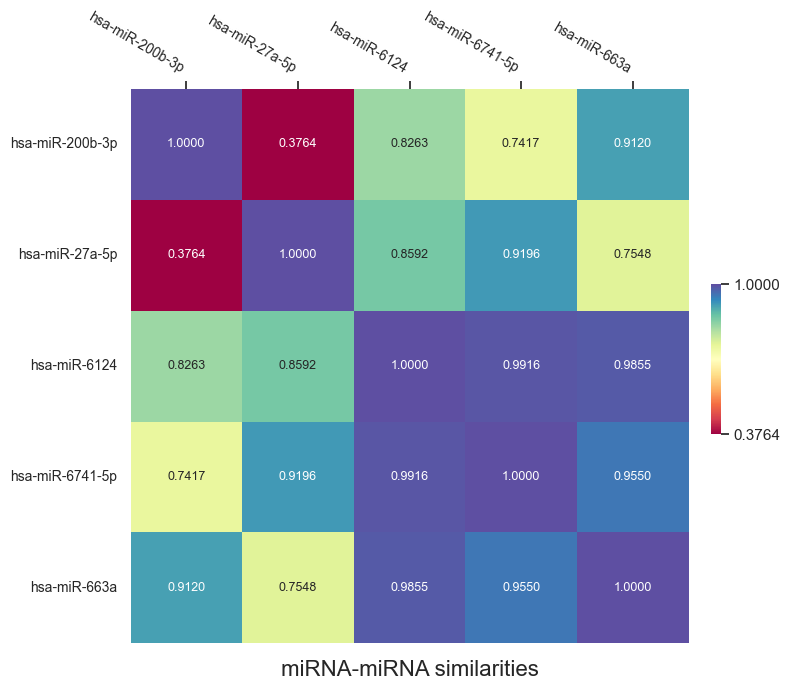 hsa-miR-200b-3p
hsa-miR-27a-5p
hsa-miR-6124
hsa-miR-6741-5p
hsa-miR-663a
hsa-miR-200b-3p 1.0000 0.3764 0.8263 0.7417 0.9120
hsa-miR-27a-5p 0.3764 1.0000 0.8592 0.9196 0.7548
1.0000
hsa-miR-6124 0.8263 0.8592 1.0000 0.9916 0.9855
0.3764
hsa-miR-6741-5p 0.7417 0.9196 0.9916 1.0000 0.9550
hsa-miR-663a 0.9120 0.7548 0.9855 0.9550 1.0000
miRNA-miRNA similarities